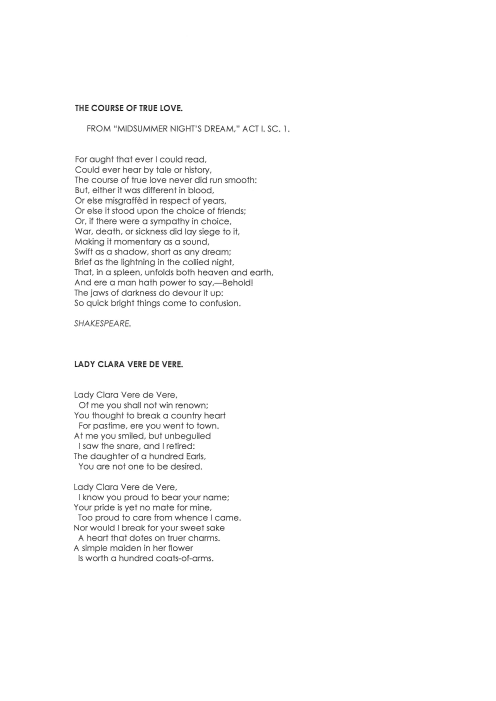 THE COURSE OF TRUE LOVE.
FROM “MIDSUMMER NIGHT'S DREAM,” ACT I. SC. 1.
For aught that ever I could read,
Could ever hear by tale or history,
The course of true love never did run smooth:
But, either it was different in blood,
Or else misgraffèd in respect of years,
Or else it stood upon the choice of friends;
Or, if there were a sympathy in choice,
War, death, or sickness did lay siege to it,
Making it momentary as a sound,
Swift as a shadow, short as any dream;
Brief as the lightning in the collied night,
That, in a spleen, unfolds both heaven and earth,
And ere a man hath power to say,—Behold!
The jaws of darkness do devour it up:
So quick bright things come to confusion.
SHAKESPEARE.
LADY CLARA VERE DE VERE.
Lady Clara Vere de Vere,
Of me you shall not win renown;
You thought to break a country heart
For pastime, ere you went to town.
At me you smiled, but unbeguiled
I saw the snare, and I retired:
The daughter of a hundred Earls,
You are not one to be desired.
Lady Clara Vere de Vere,
I know you proud to bear your name;
Your pride is yet no mate for mine,
Too proud to care from whence I came.
Nor would I break for your sweet sake
A heart that dotes on truer charms.
A simple maiden in her flower
Is worth a hundred coats-of-arms.